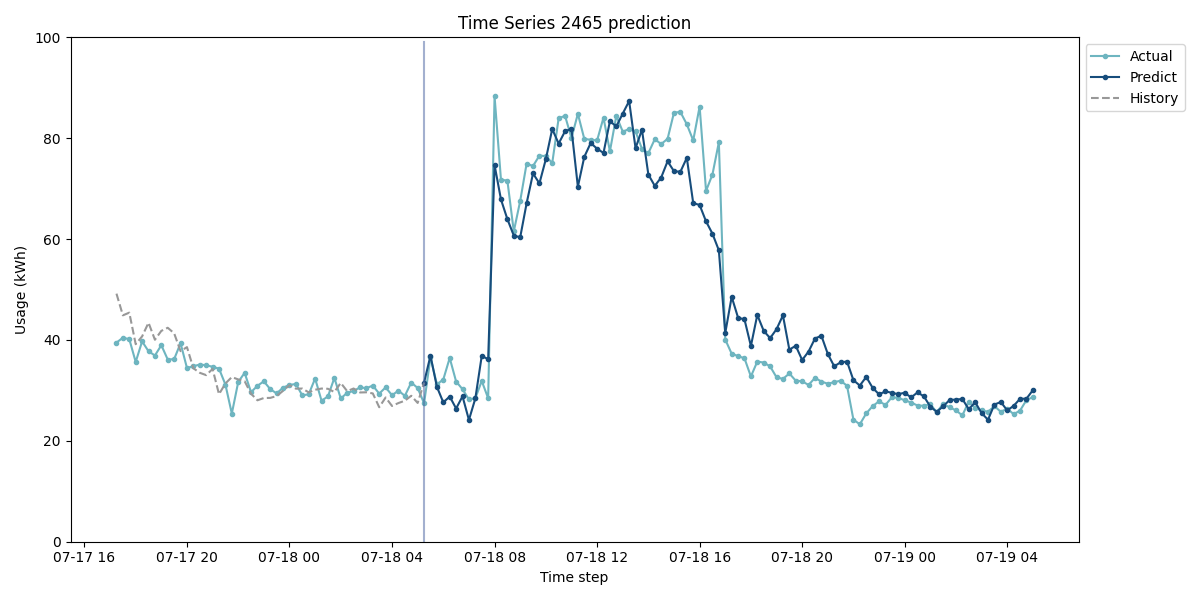 Time Series 2465 prediction
Usage (kWh)
100
80
60
40
20
0
07-17 16
07-17 20
07-18 00
07-18 04
07-18 08
07-18 12
07-18 16
07-18 20
07-19 00
07-19 04
Time step
Actual
Predict
History